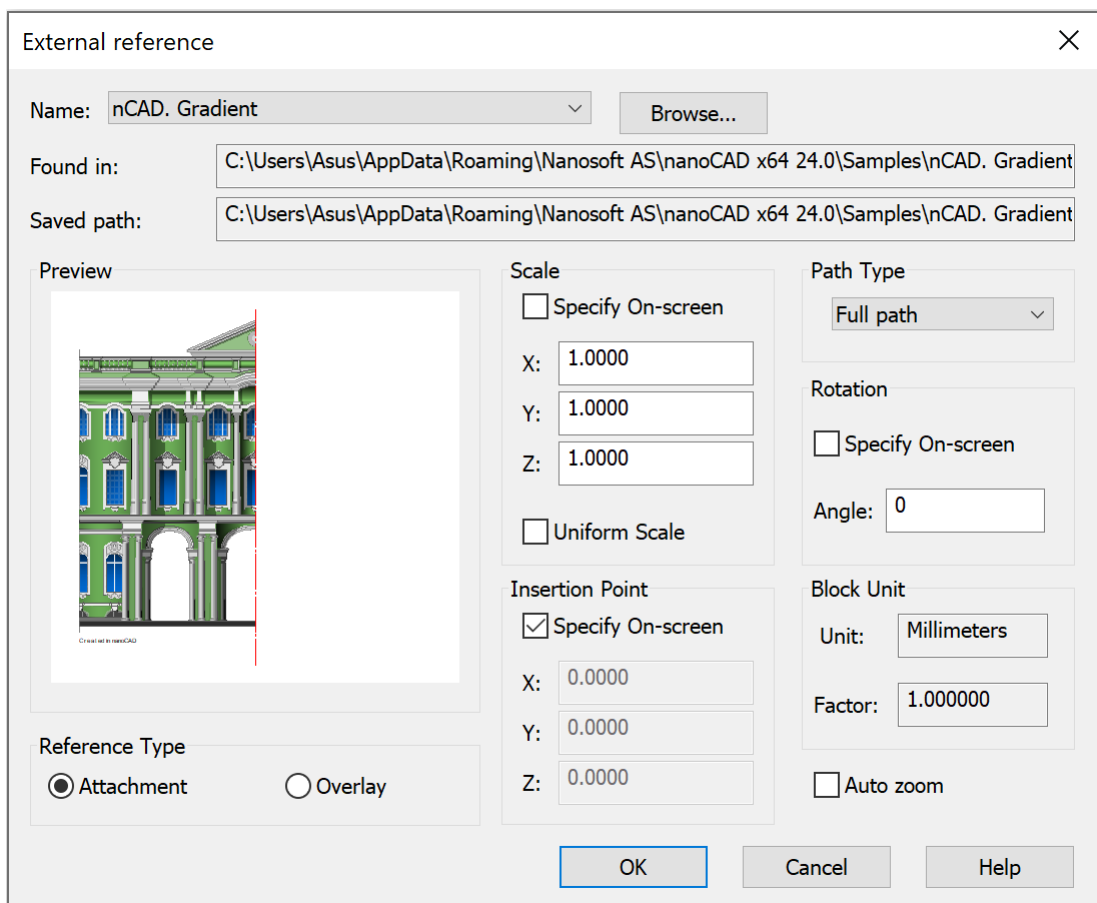 External reference
Name: nCAD. Gradient Browse...
Found in: C:\Users\Asus\AppData\Roaming\Nanosoft AS\nanoCAD x64 24.0\Samples\nCAD. Gradient
Saved path: C:\Users\Asus\AppData\Roaming\Nanosoft AS\nanoCAD x64 24.0\Samples\nCAD. Gradient
Preview
Created in nanoCAD
Reference Type
Attachment Overlay
Scale
Specify On-screen
X: 1.0000
Y: 1.0000
Z: 1.0000
Uniform Scale
Insertion Point
Specify On-screen
X: 0.0000
Y: 0.0000
Z: 0.0000
Path Type
Full path
Rotation
Specify On-screen
Angle: 0
Block Unit
Unit: Millimeters
Factor: 1.000000
Auto zoom
OK Cancel Help